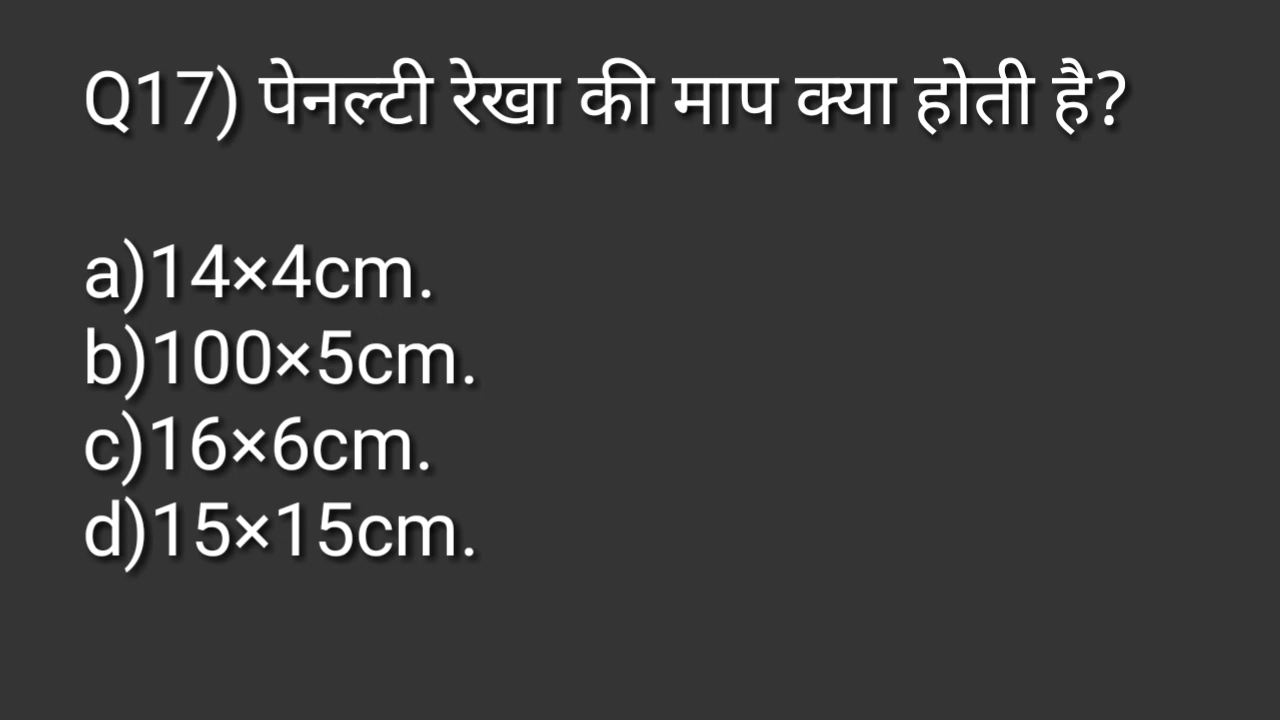 Q17) पेनल्टी रेखा की माप क्या होती है?
a)14×4cm.
b)100×5cm.
c)16×6cm.
d)15×15cm.